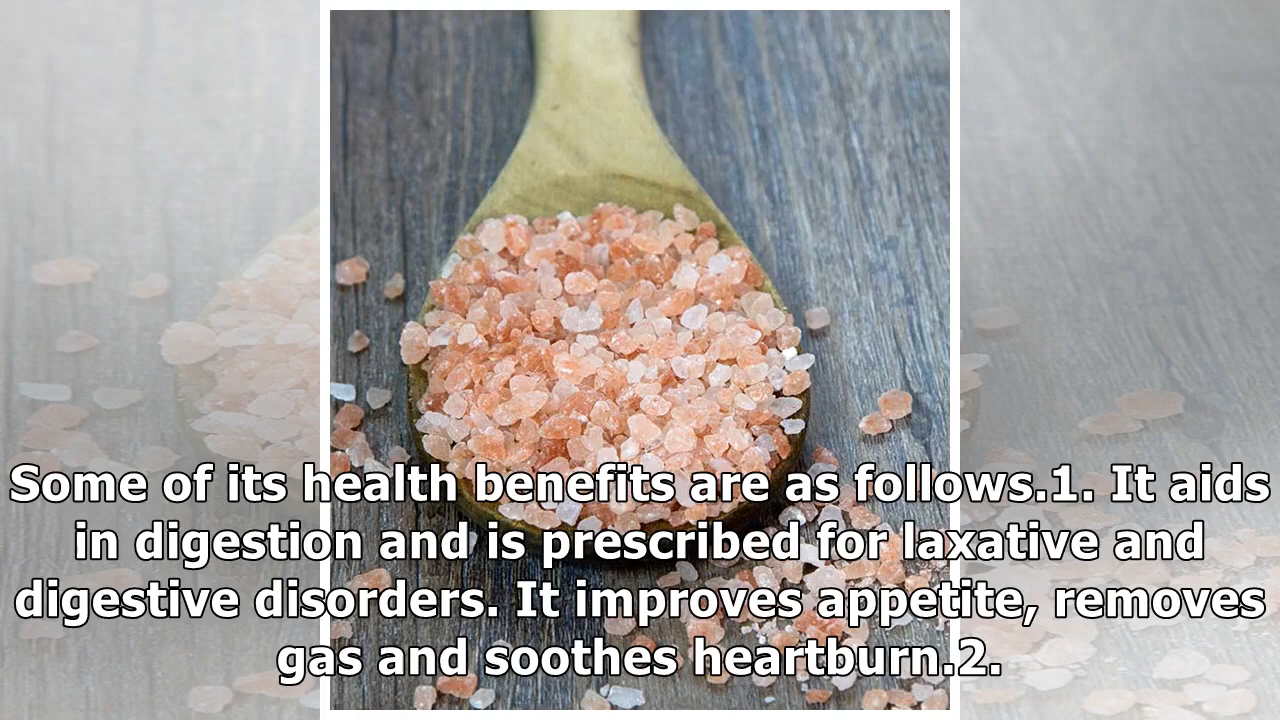 Some of its health benefits are as follows.1. It aids
in digestion and is prescribed for laxative and
digestive disorders. It improves appetite, removes
gas and soothes heartburn.2.